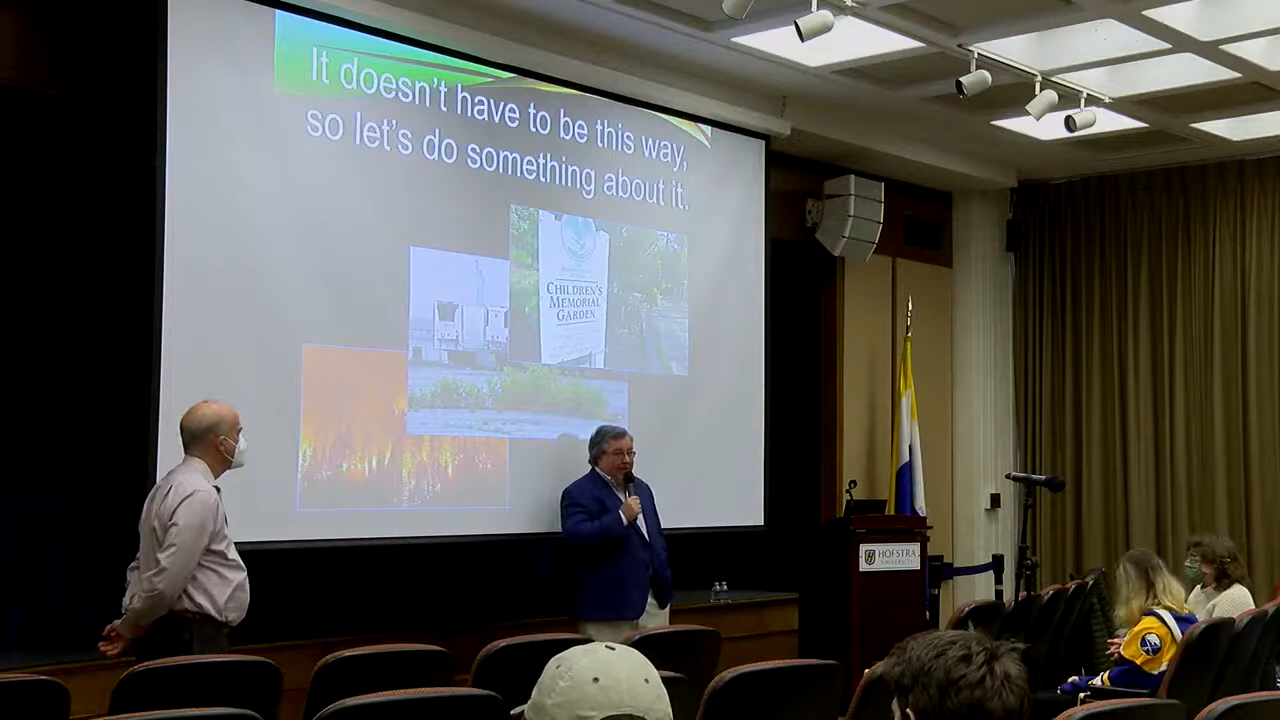 It doesn't have to be this way,
so let's do something about it.
CHILDREN'S
MEMORIAL
GARDEN
HOFSTRA
UNIVERSITY